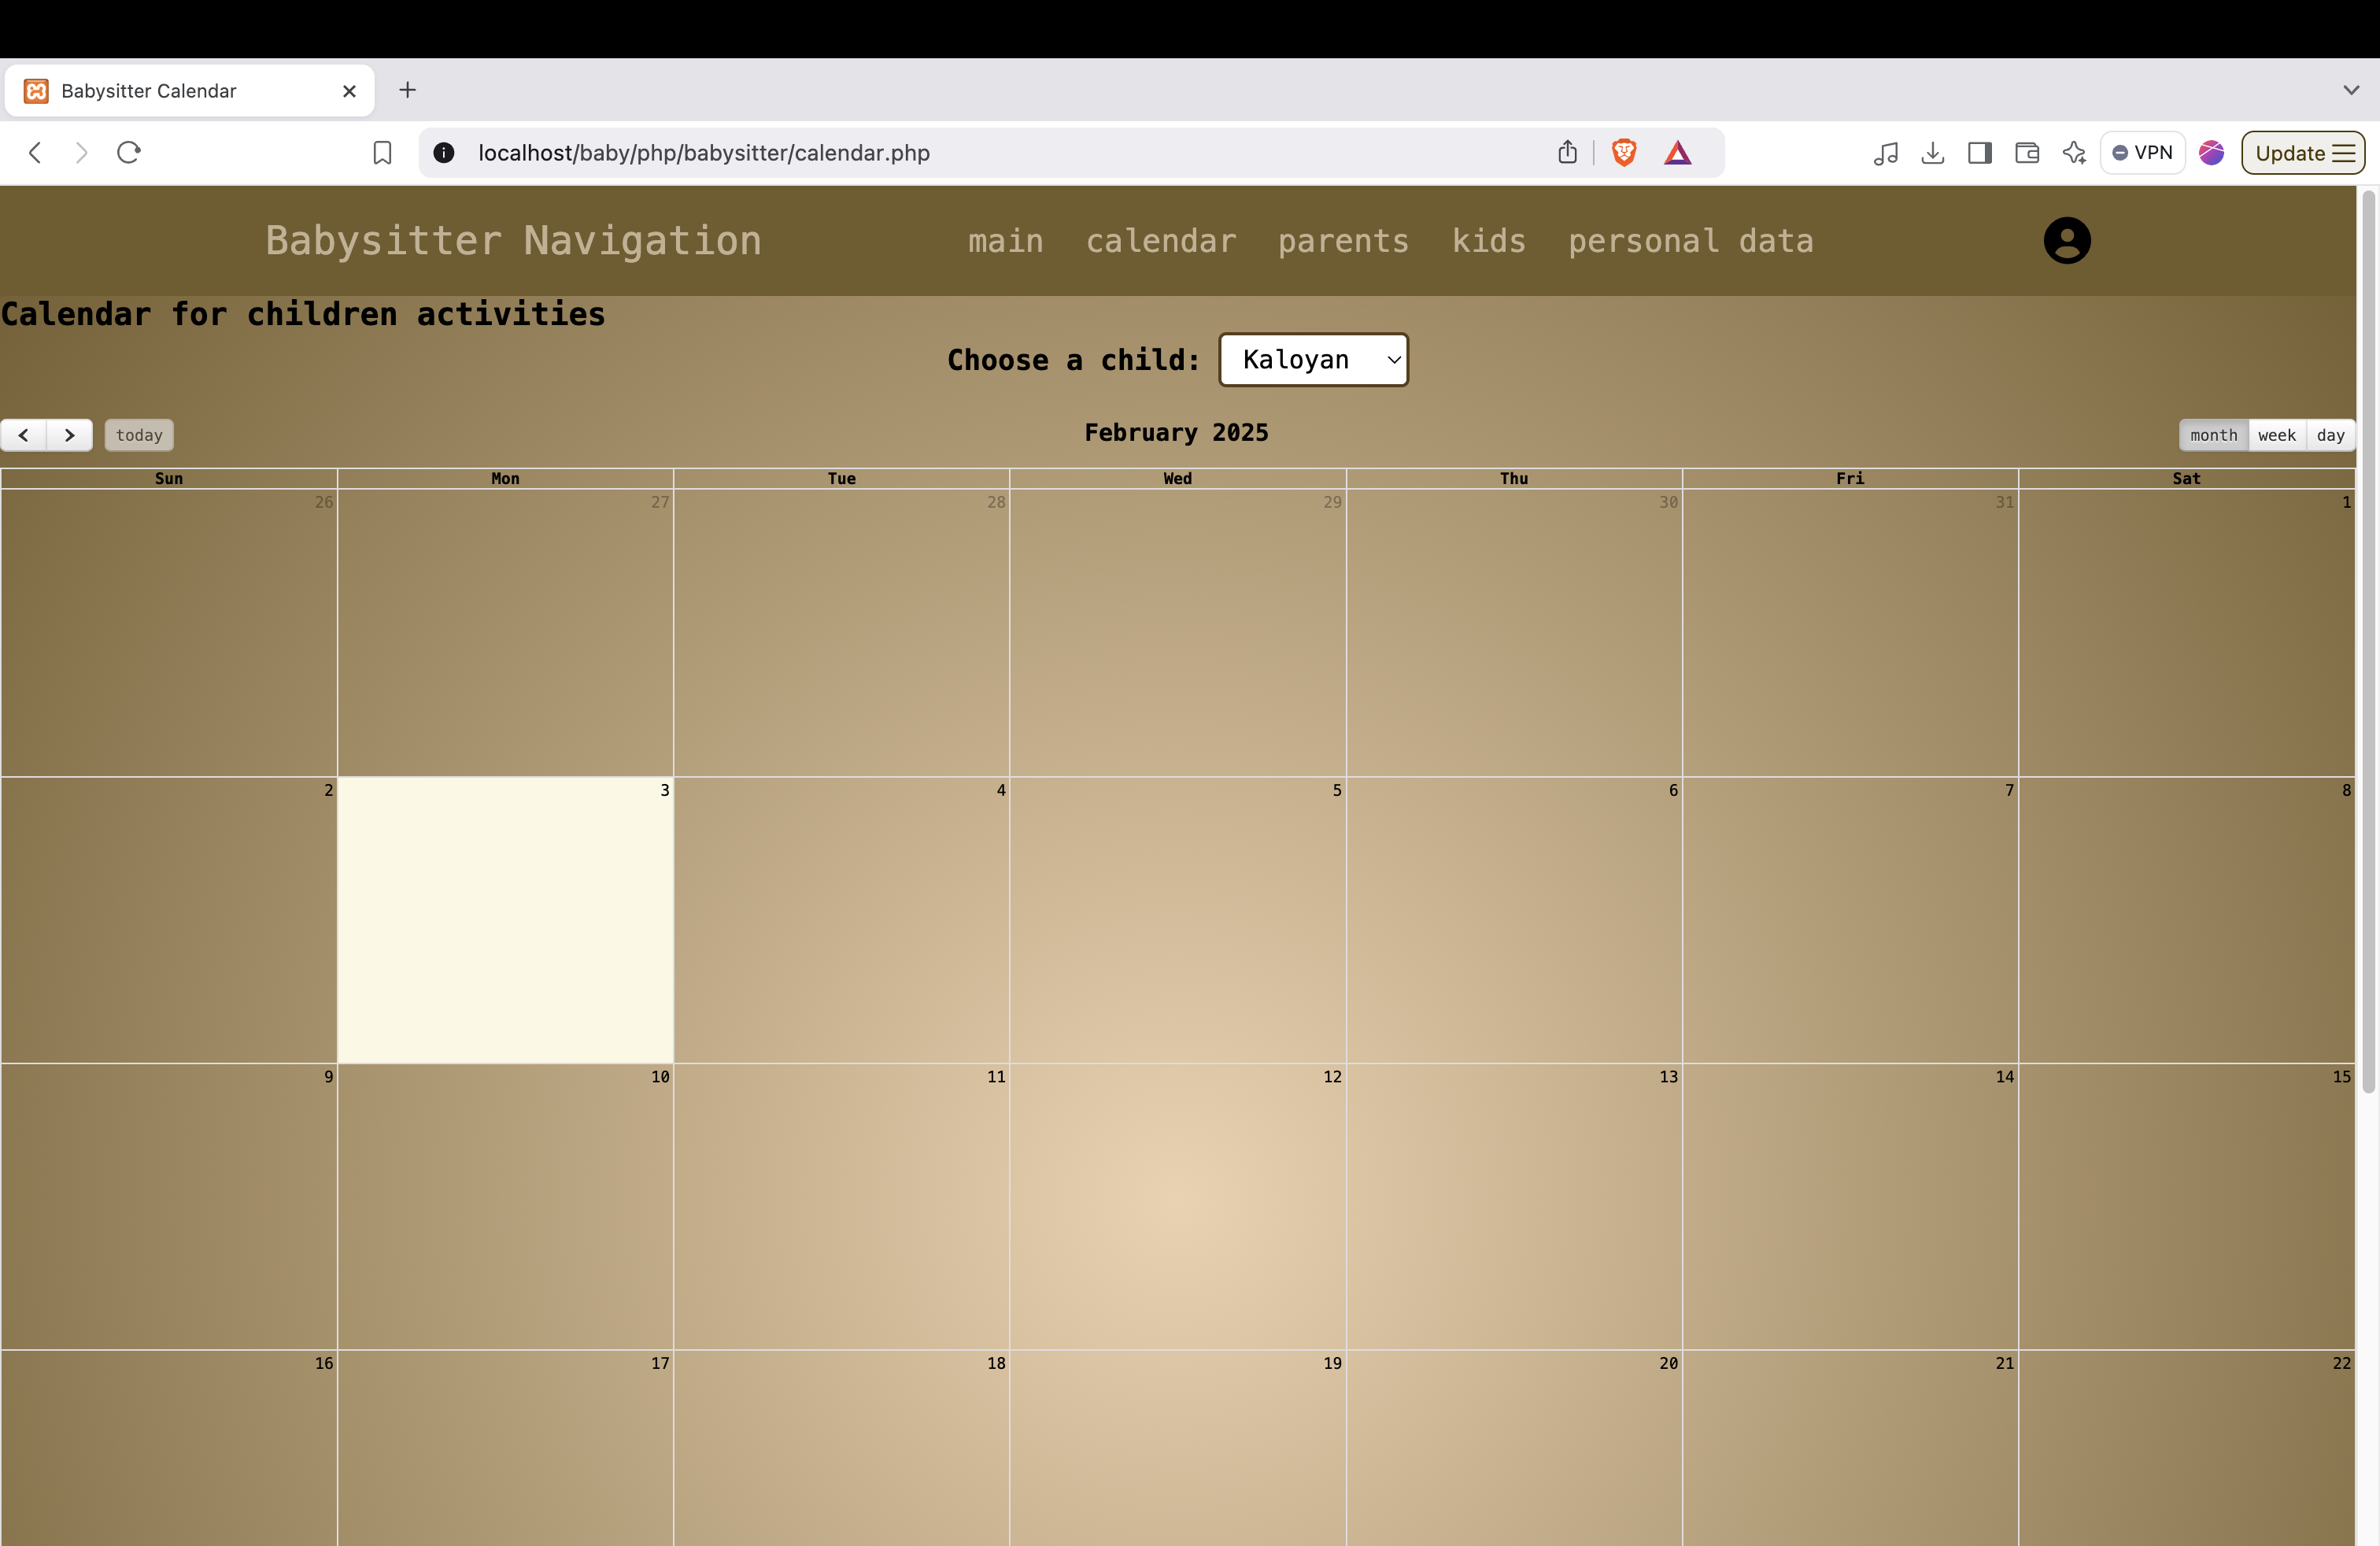 Babysitter Calendar
localhost/baby/php/babysitter/calendar.php
VPN
Update
Babysitter Navigation main calendar parents kids personal data
Calendar for children activities
Choose a child: Kaloyan
today February 2025 month week day
Sun Mon Tue Wed Thu Fri Sat
26 27 28 29 30 31 1
2 3 4 5 6 7 8
9 10 11 12 13 14 15
16 17 18 19 20 21 22